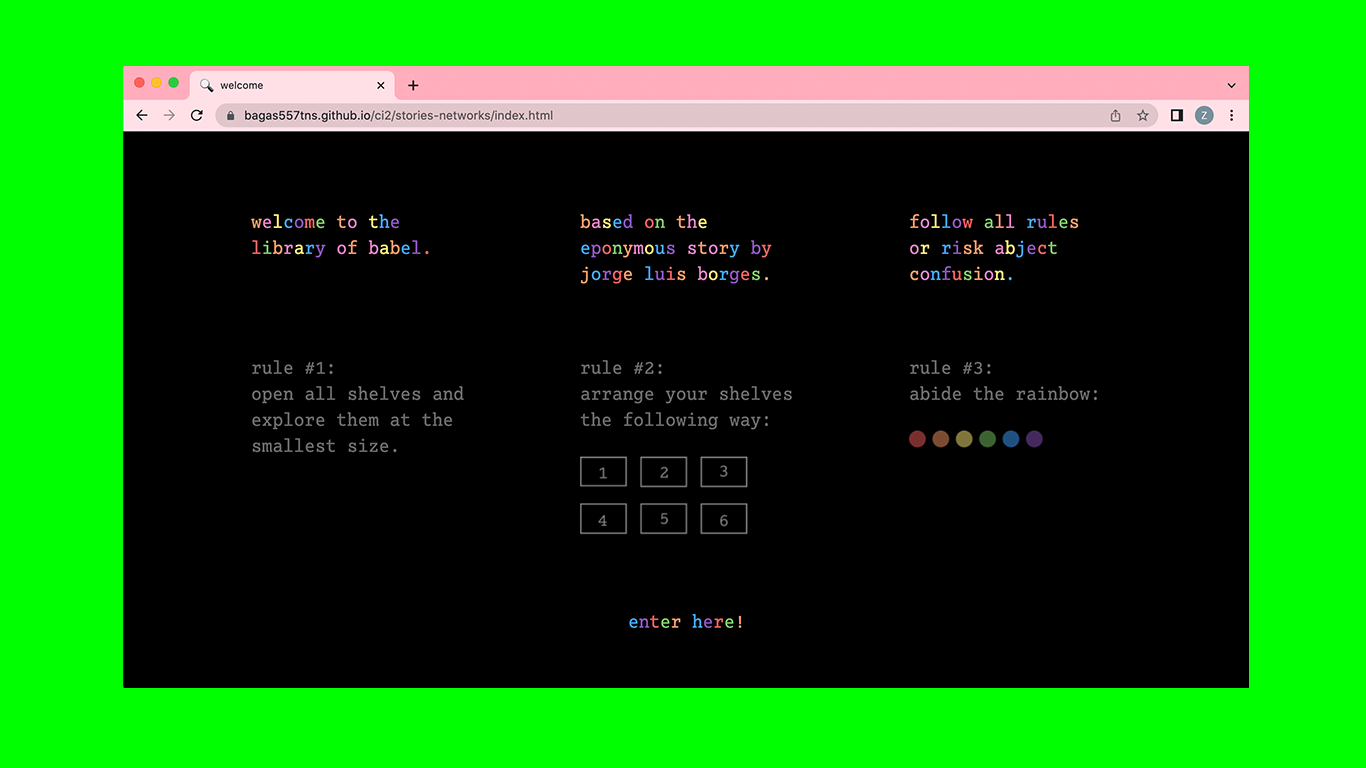 welcome
bagas557tns.github.io/ci2/stories-networks/index.html
Z
welcome to the
library of babel.
based on the
eponymous story by
jorge luis borges.
follow all rules
or risk abject
confusion.
rule #1:
open all shelves and
explore them at the
smallest size.
rule #2:
arrange your shelves
the following way:
1 2 3
4 5 6
rule #3:
abide the rainbow:
enter here!